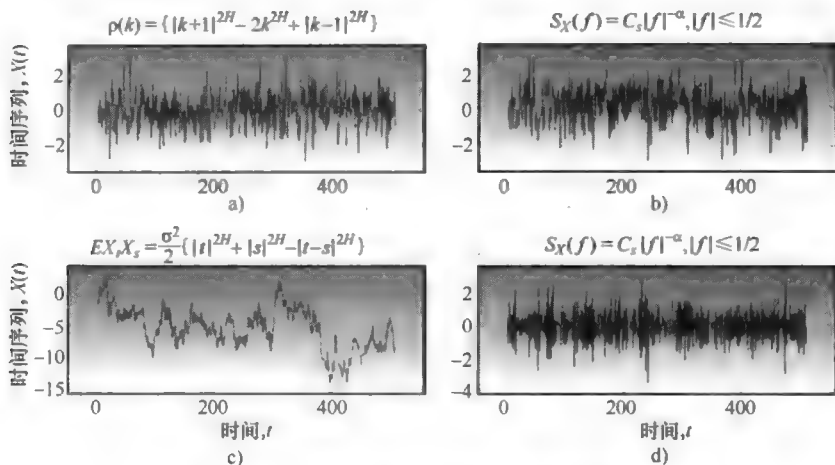 ρ(k) = { |k+1|^{2H} − 2k^{2H} + |k−1|^{2H} }
S_X(f) = C_s|f|^{−α}, |f| ≤ 1/2
时间序列, X(t)
2
0
−2
0
200
400
a)
2
0
−2
0
200
400
b)
EX_tX_s = \frac{σ^2}{2}{ |t|^{2H} + |s|^{2H} − |t−s|^{2H} }
S_X(f) = C_s|f|^{−α}, |f| ≤ 1/2
时间序列, X(t)
0
−5
−10
−15
0
200
400
时间,t
c)
2
0
−2
−4
0
200
400
时间,t
d)